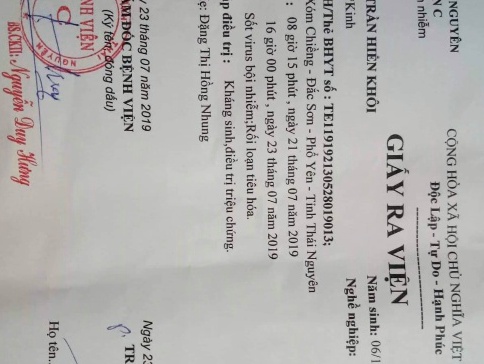 NGUYÊN
N C
nhiễm
CỘNG HÒA XÃ HỘI CHỦ NGHĨA VIỆT
Độc Lập - Tự Do - Hạnh Phúc
GIẤY RA VIỆN
TRẦN HIỂN KHÔI
Năm sinh: 06/1
Kinh
Nghề nghiệp:
H/Thẻ BHYT số : TE119192130528019013;
Xóm Chiềng - Đắc Sơn - Phổ Yên - Tỉnh Thái Nguyên
: 08 giờ 15 phút , ngày 21 tháng 07 năm 2019
16 giờ 00 phút , ngày 23 tháng 07 năm 2019
Sốt virus bội nhiễm;Rối loạn tiêu hóa.
p điều trị : Kháng sinh,điều trị triệu chứng.
ẹ: Đặng Thị Hồng Nhung
y 23 tháng 07 năm 2019
ÁM ĐỐC BỆNH VIỆN
(Ký tên,đóng dấu)
NH VIỆN
C
NGUYÊN
BS.CKII: Nguyễn Duy Hưng
Ngày 23
TR
Họ tên..